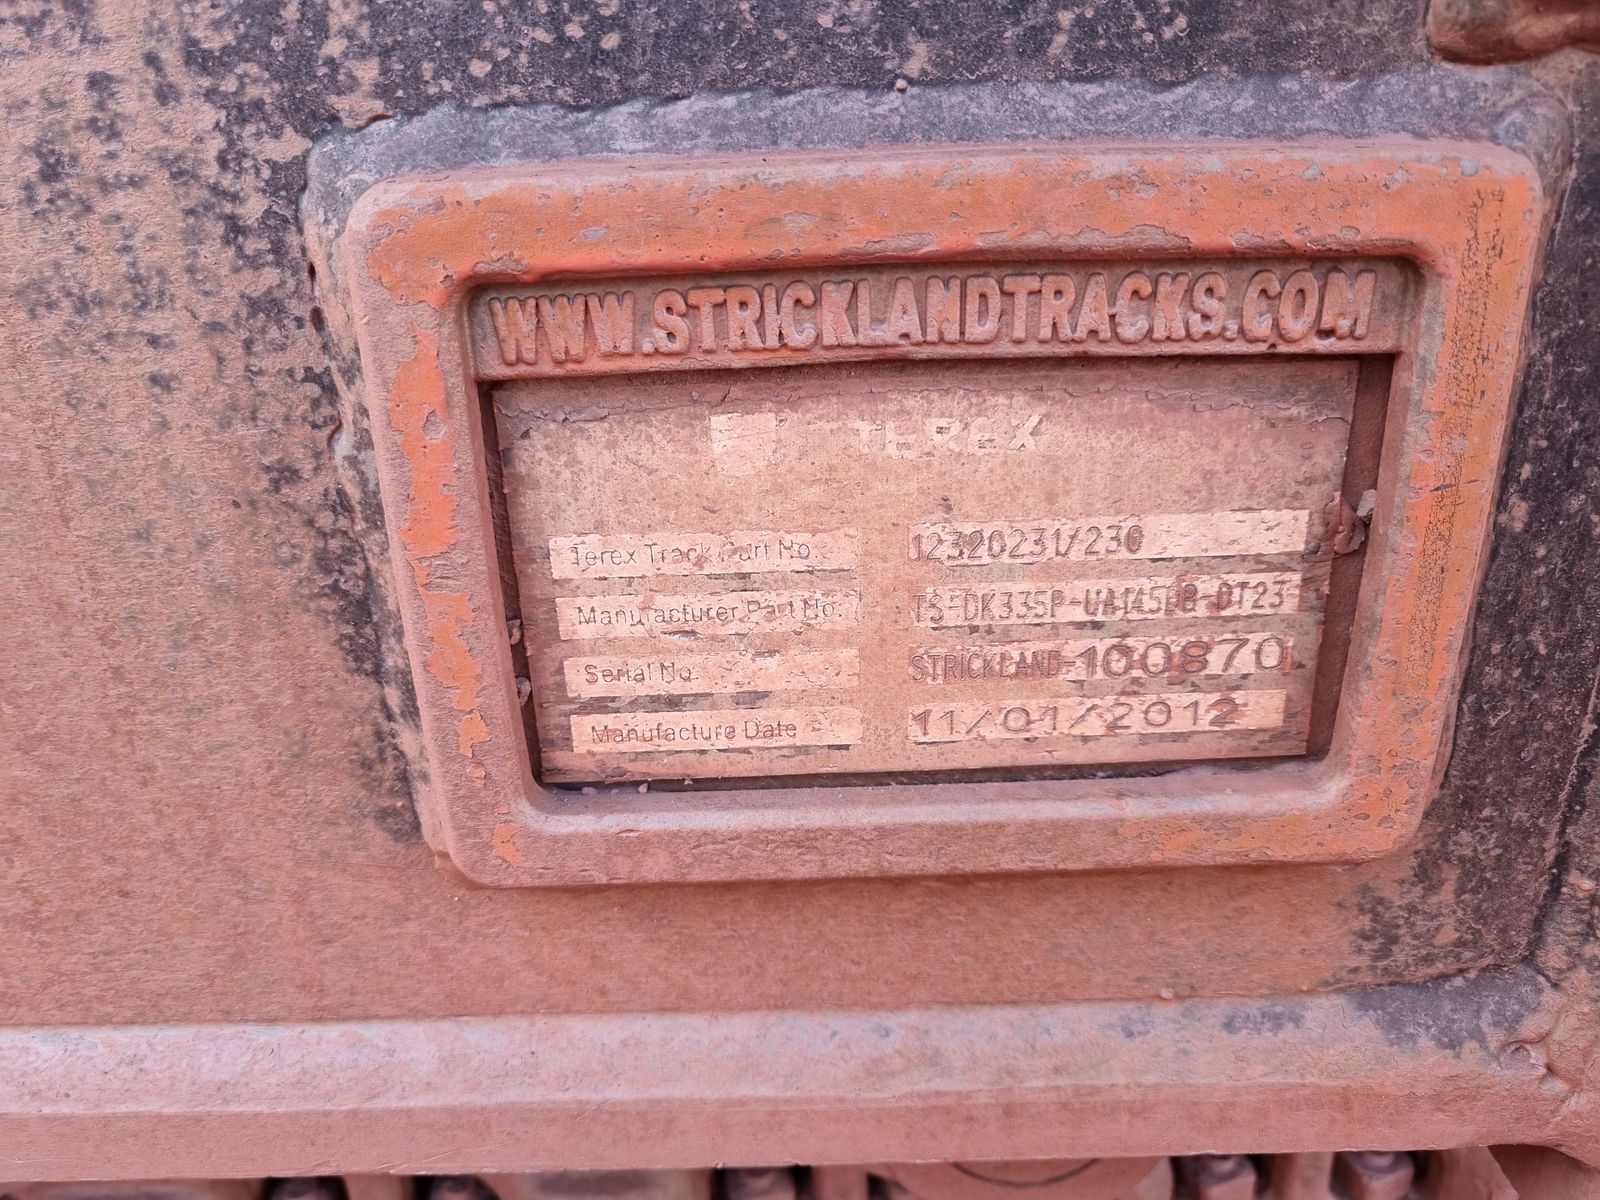 WWW.STRICKLANDTRACKS.COM
TEREX
Terex Track Part No. 12320231/230
Manufacturer Part No. TS-DK335P-UA145DB-DT23
Serial No. STRICKLAND-100870
Manufacture Date 11/01/2012